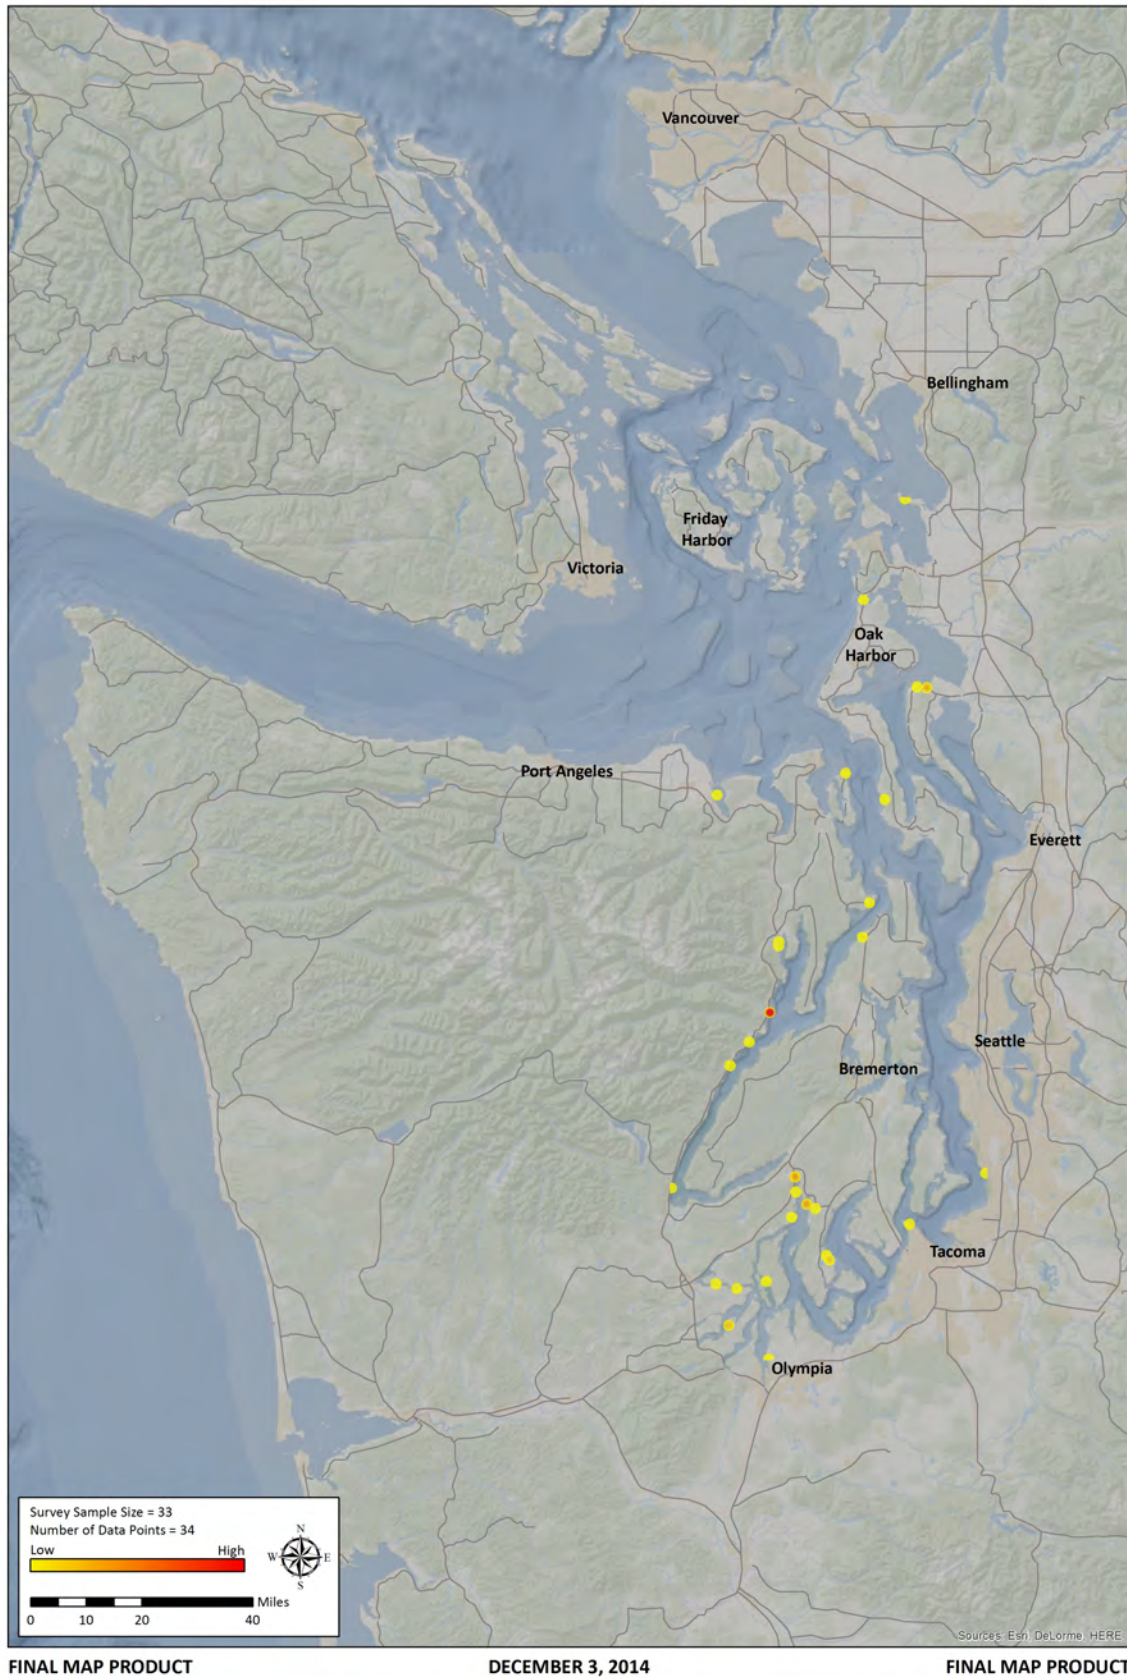 Vancouver
Bellingham
Friday
Harbor
Victoria
Oak
Harbor
Port Angeles
Everett
Seattle
Bremerton
Tacoma
Olympia
Survey Sample Size = 33
Number of Data Points = 34
Low High
N
W E
S
Miles
0 10 20 40
Sources: Esri, DeLorme, HERE
FINAL MAP PRODUCT DECEMBER 3, 2014 FINAL MAP PRODUCT